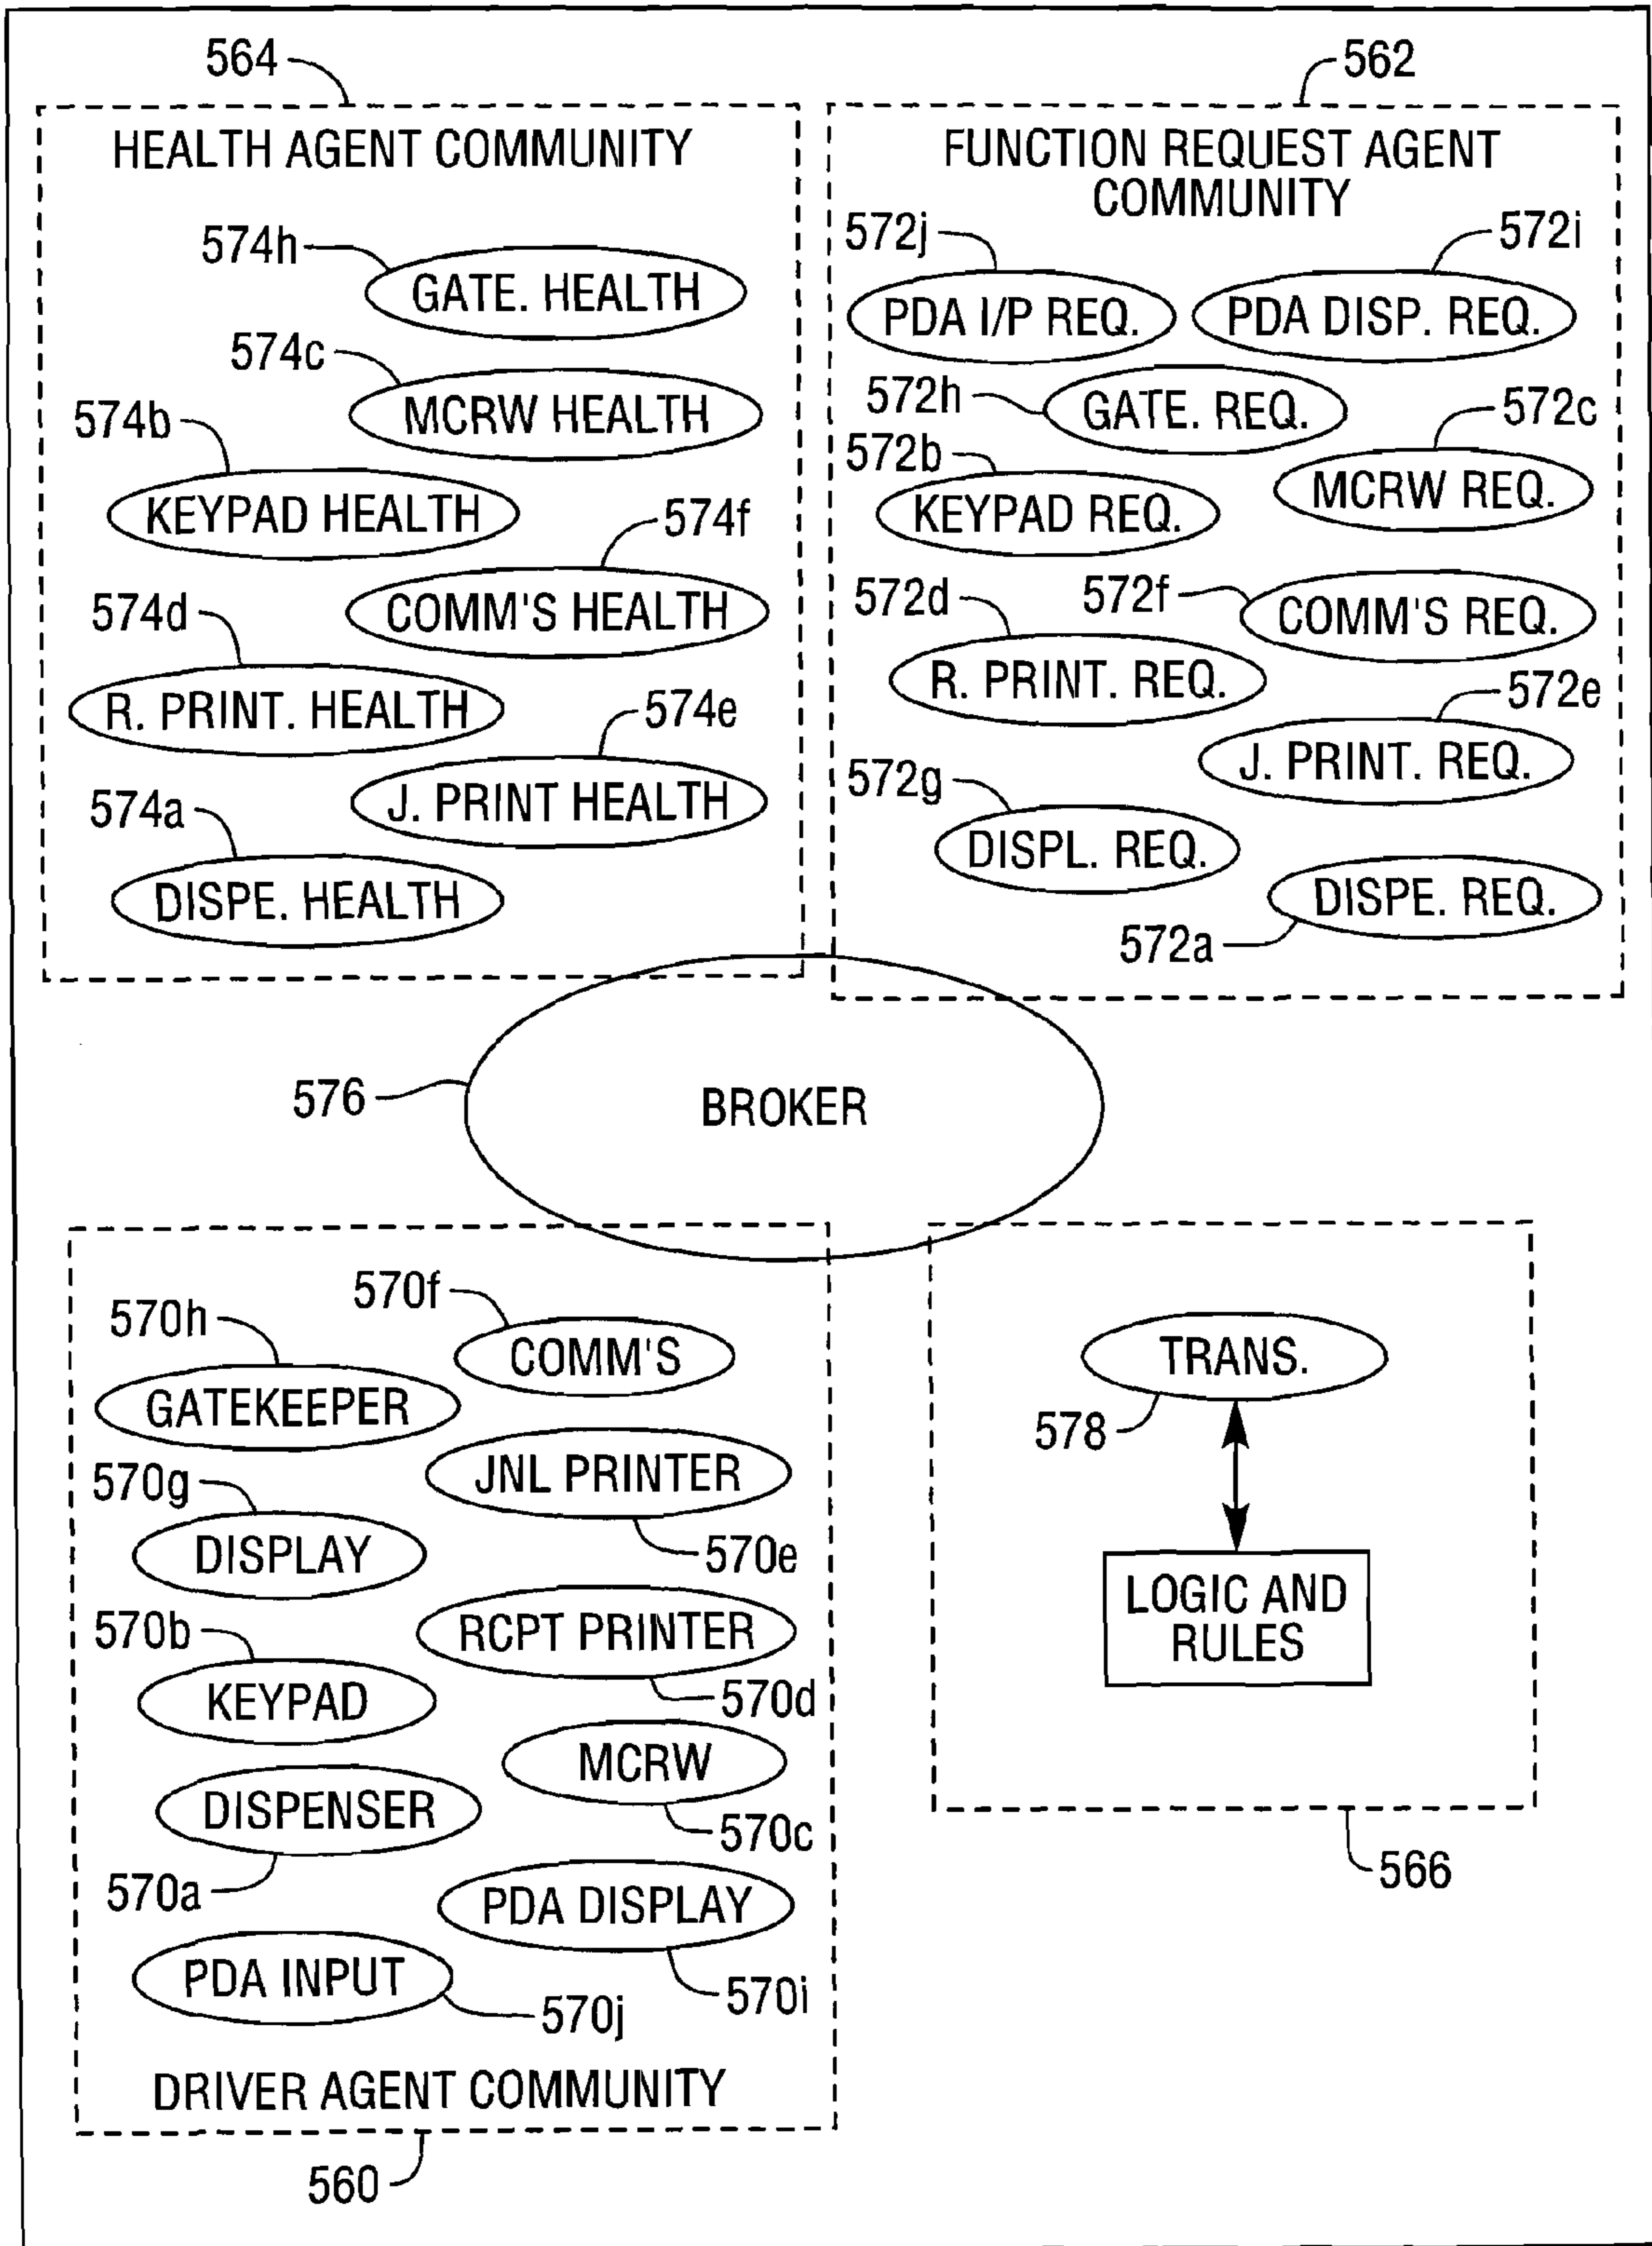 564
562
HEALTH AGENT COMMUNITY
574h
GATE. HEALTH
574c
MCRW HEALTH
574b
KEYPAD HEALTH
574f
COMM'S HEALTH
574d
R. PRINT. HEALTH
574e
J. PRINT HEALTH
574a
DISPE. HEALTH
FUNCTION REQUEST AGENT
COMMUNITY
572j
572i
PDA I/P REQ.
PDA DISP. REQ.
572h
GATE. REQ.
572c
572b
MCRW REQ.
KEYPAD REQ.
572d
572f
COMM'S REQ.
R. PRINT. REQ.
572e
J. PRINT. REQ.
572g
DISPL. REQ.
DISPE. REQ.
572a
576
BROKER
570f
570h
COMM'S
GATEKEEPER
JNL PRINTER
570g
570e
DISPLAY
570b
RCPT PRINTER
570d
KEYPAD
MCRW
DISPENSER
570c
570a
PDA DISPLAY
PDA INPUT
570i
570j
DRIVER AGENT COMMUNITY
560
TRANS.
578
LOGIC AND
RULES
566